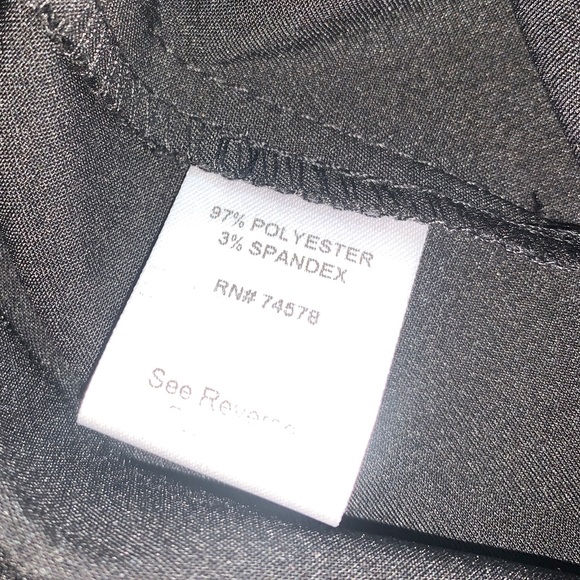 97% POLYESTER
3% SPANDEX
RN# 74578
See Reverse